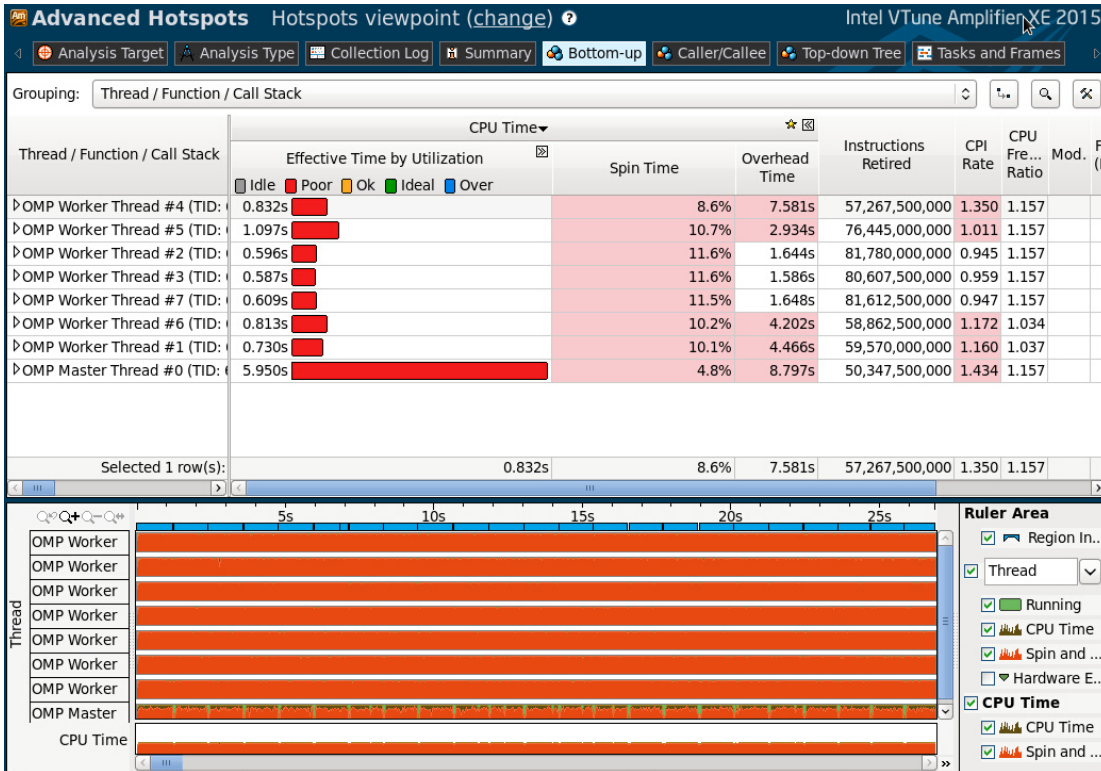 Advanced Hotspots Hotspots viewpoint (change) ? Intel VTune Amplifier XE 2015
Analysis Target Analysis Type Collection Log Summary Bottom-up Caller/Callee Top-down Tree Tasks and Frames
Grouping: Thread / Function / Call Stack
Thread / Function / Call Stack
CPU Time
Effective Time by Utilization
Idle Poor Ok Ideal Over
Spin Time
Overhead
Time
Instructions
Retired
CPI
Rate
CPU
Fre...
Ratio
Mod.
OMP Worker Thread #4 (TID: 0.832s 8.6% 7.581s 57,267,500,000 1.350 1.157
OMP Worker Thread #5 (TID: 1.097s 10.7% 2.934s 76,445,000,000 1.011 1.157
OMP Worker Thread #2 (TID: 0.596s 11.6% 1.644s 81,780,000,000 0.945 1.157
OMP Worker Thread #3 (TID: 0.587s 11.6% 1.586s 80,607,500,000 0.959 1.157
OMP Worker Thread #7 (TID: 0.609s 11.5% 1.648s 81,612,500,000 0.947 1.157
OMP Worker Thread #6 (TID: 0.813s 10.2% 4.202s 58,862,500,000 1.172 1.034
OMP Worker Thread #1 (TID: 0.730s 10.1% 4.466s 59,570,000,000 1.160 1.037
OMP Master Thread #0 (TID: 5.950s 4.8% 8.797s 50,347,500,000 1.434 1.157
Selected 1 row(s): 0.832s 8.6% 7.581s 57,267,500,000 1.350 1.157
5s 10s 15s 20s 25s
Thread
OMP Worker
OMP Worker
OMP Worker
OMP Worker
OMP Worker
OMP Worker
OMP Worker
OMP Master
CPU Time
Ruler Area
Region In...
Thread
Running
CPU Time
Spin and ...
Hardware E...
CPU Time
CPU Time
Spin and ...